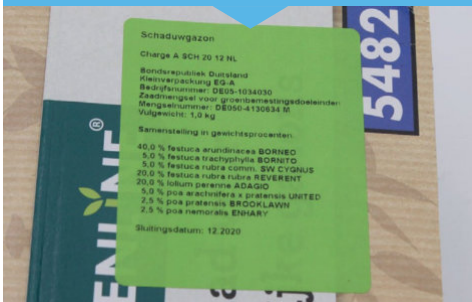 Schaduwgazon
Charge A SCH 20 12 NL
Bondsrepubliek Duitsland
Kleinverpackung EG-A
Bedrijfsnummer: DE05-1034030
Zaadmengsel voor groenbemestingsdoeleinden
Mengselnummer: DE050-4130634 M
Vulgewicht: 1,0 kg
Samenstelling in gewichtsprocenten:
40,0 % festuca arundinacea BORNEO
5,0 % festuca trachyphylla BORNITO
5,0 % festuca rubra comm. SW CYGNUS
20,0 % festuca rubra rubra REVERENT
20,0 % lolium perenne ADAGIO
5,0 % poa arachnifera x pratensis UNITED
2,5 % poa pratensis BROOKLAWN
2,5 % poa nemoralis ENHARY
Sluitingsdatum: 12.2020
5482
ENLINE®